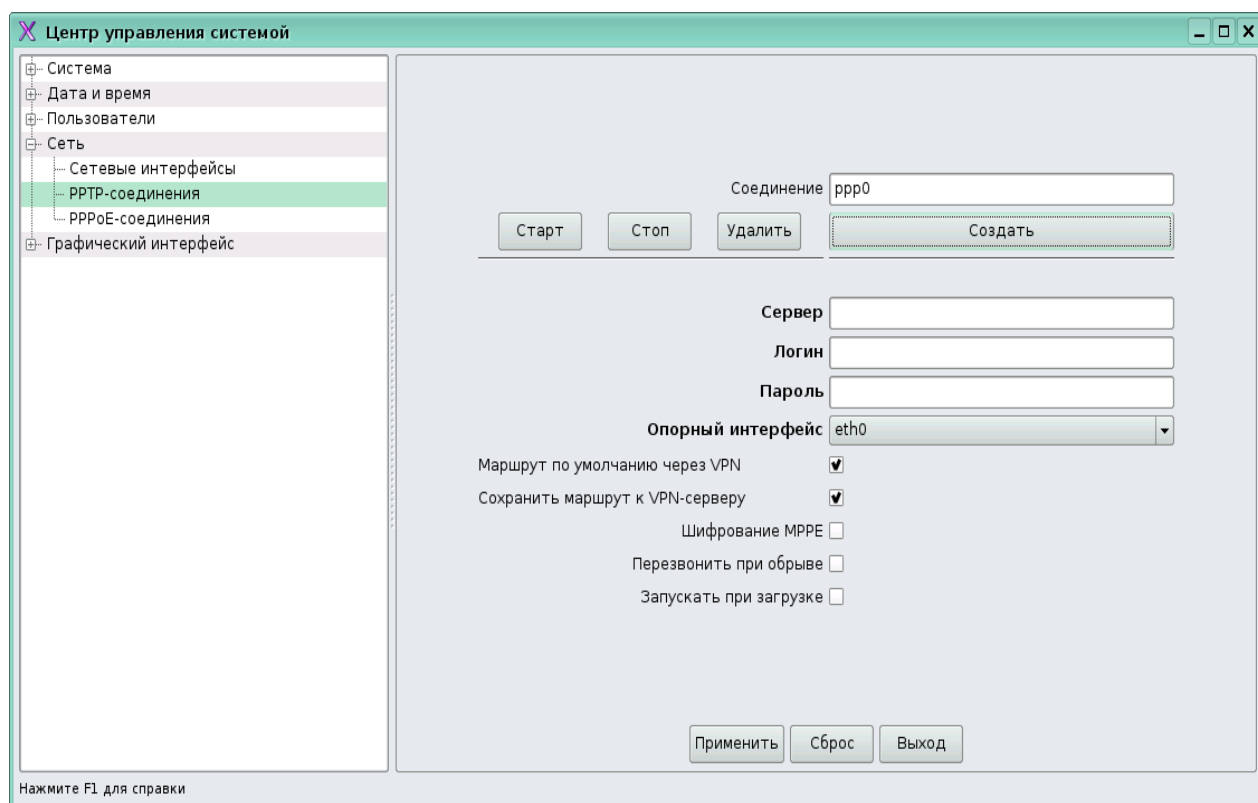 Центр управления системой
Система
Дата и время
Пользователи
Сеть
Сетевые интерфейсы
PPTP-соединения
PPPoE-соединения
Графический интерфейс
Соединение ppp0
Старт Стоп Удалить Создать
Сервер
Логин
Пароль
Опорный интерфейс eth0
Маршрут по умолчанию через VPN
Сохранить маршрут к VPN-серверу
Шифрование MPPE
Перезвонить при обрыве
Запускать при загрузке
Применить Сброс Выход
Нажмите F1 для справки